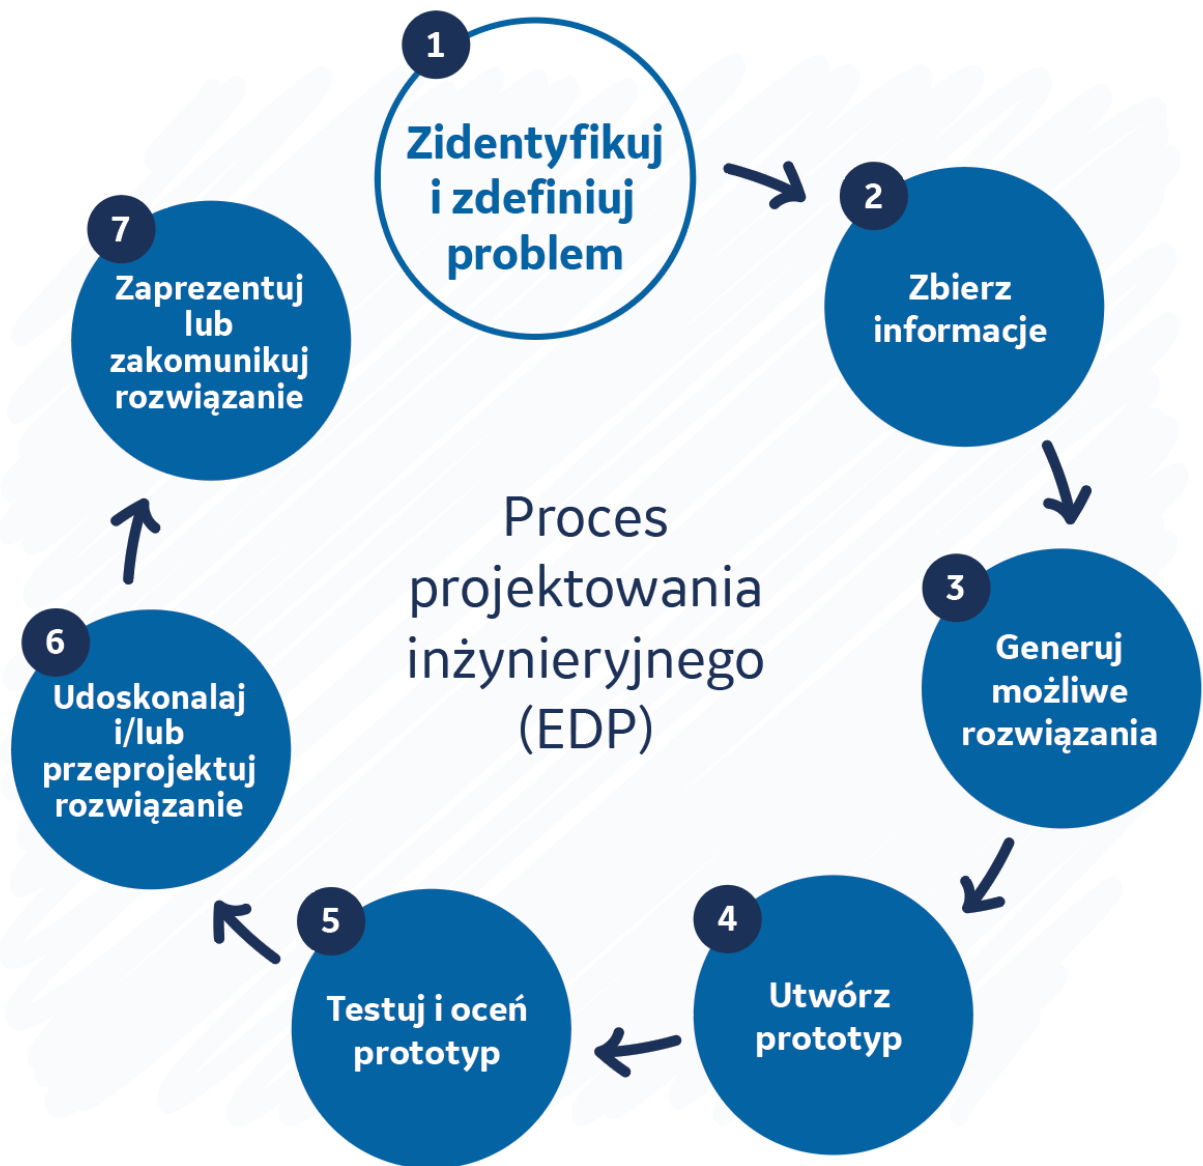 1
Zidentyfikuj
i zdefiniuj
problem
2
Zbierz
informacje
3
Generuj
możliwe
rozwiązania
4
Utwórz
prototyp
5
Testuj i oceń
prototyp
6
Udoskonalaj
i/lub
przeprojektuj
rozwiązanie
7
Zaprezentuj
lub
zakomunikuj
rozwiązanie
Proces
projektowania
inżynieryjnego
(EDP)